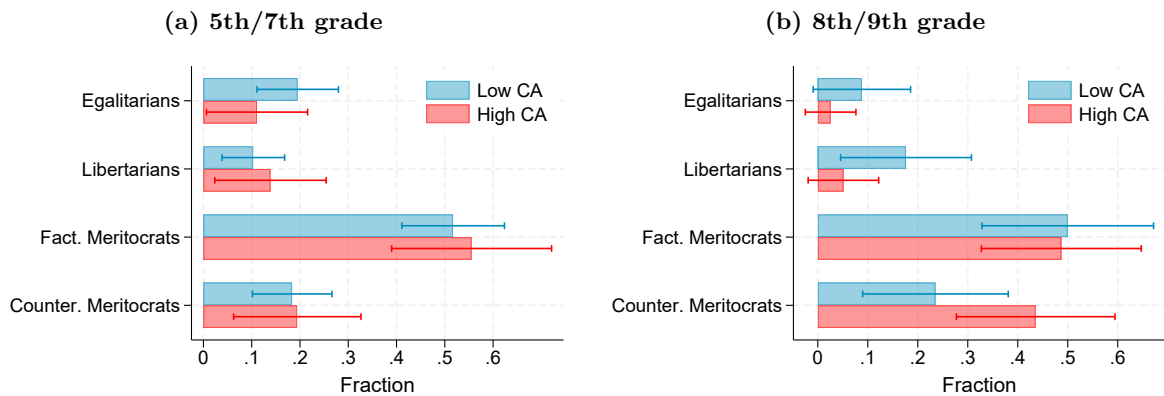 (a) 5th/7th grade
Egalitarians
Libertarians
Fact. Meritocrats
Counter. Meritocrats
Low CA
High CA
0 .1 .2 .3 .4 .5 .6
Fraction
(b) 8th/9th grade
Egalitarians
Libertarians
Fact. Meritocrats
Counter. Meritocrats
Low CA
High CA
0 .1 .2 .3 .4 .5 .6
Fraction